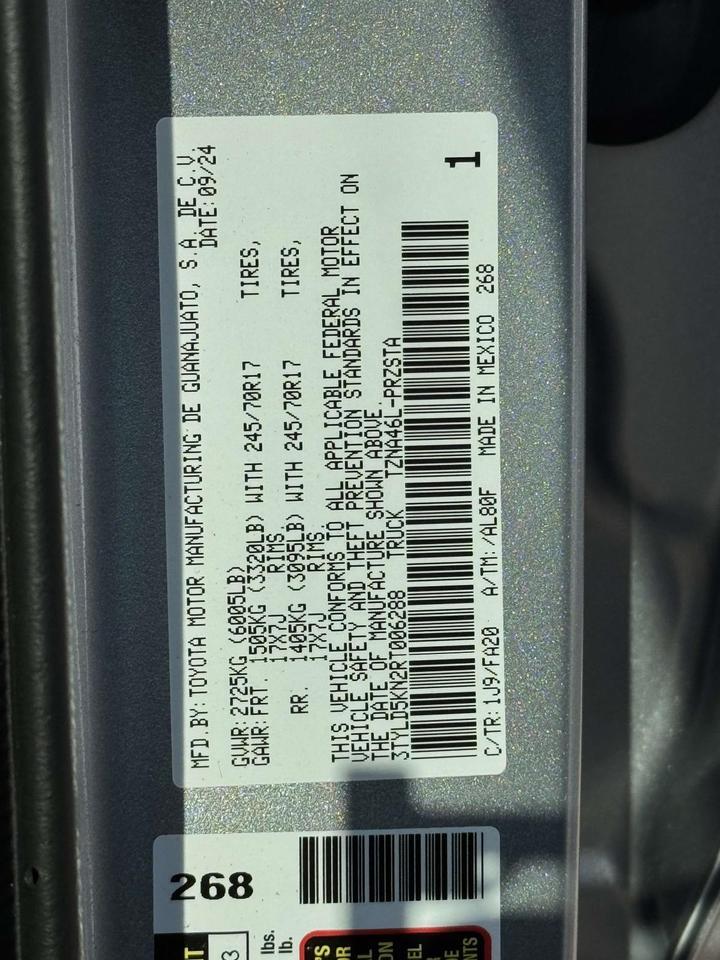 MFD.BY: TOYOTA MOTOR MANUFACTURING DE GUANAJUATO, S.A. DE C.V.
DATE: 09/24
GVWR: 2725KG (6005LB)
GAWR: FRT. 1505KG (3320LB) WITH 245/70R17 TIRES,
17X7J RIMS.
RR. 1405KG (3095LB) WITH 245/70R17 TIRES,
17X7J RIMS.
THIS VEHICLE CONFORMS TO ALL APPLICABLE FEDERAL MOTOR
VEHICLE SAFETY AND THEFT PREVENTION STANDARDS IN EFFECT ON
THE DATE OF MANUFACTURE SHOWN ABOVE.
3TYLD5KN2RT006288 TRUCK TZNA46L-PRZSTA
1
C/TR: 1J9/FA20 A/TM: /AL80F MADE IN MEXICO 268
268
3
lbs.
lb.